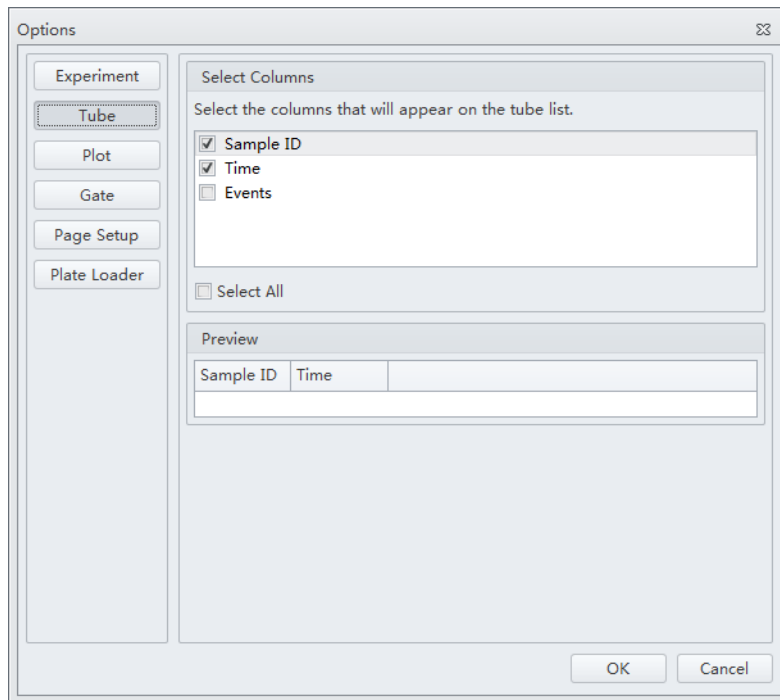 Options
Experiment
Tube
Plot
Gate
Page Setup
Plate Loader
Select Columns
Select the columns that will appear on the tube list.
Sample ID
Time
Events
Select All
Preview
Sample ID Time
OK Cancel